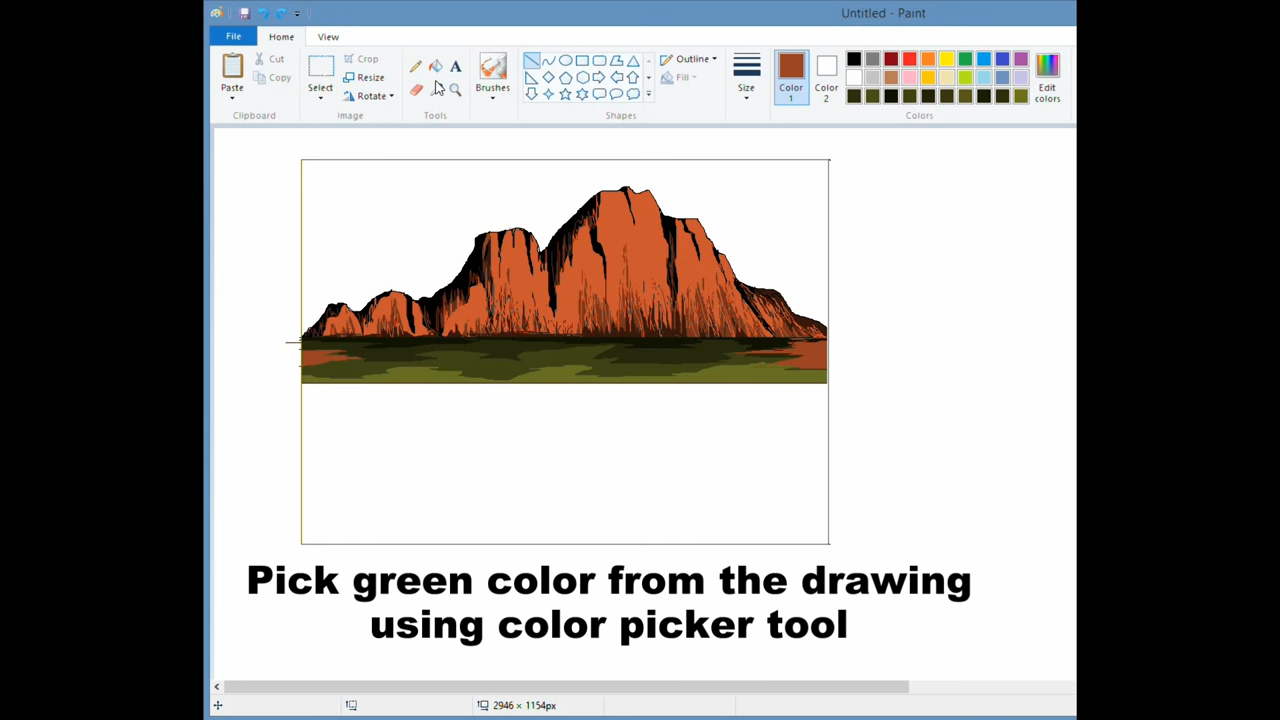 Untitled - Paint
File Home View
Paste
Cut
Copy
Clipboard
Select
Crop
Resize
Rotate
Image
A
Tools
Brushes
Outline
Fill
Shapes
Size
Color 1
Color 2
Edit colors
Colors
Pick green color from the drawing
using color picker tool
2946 × 1154px